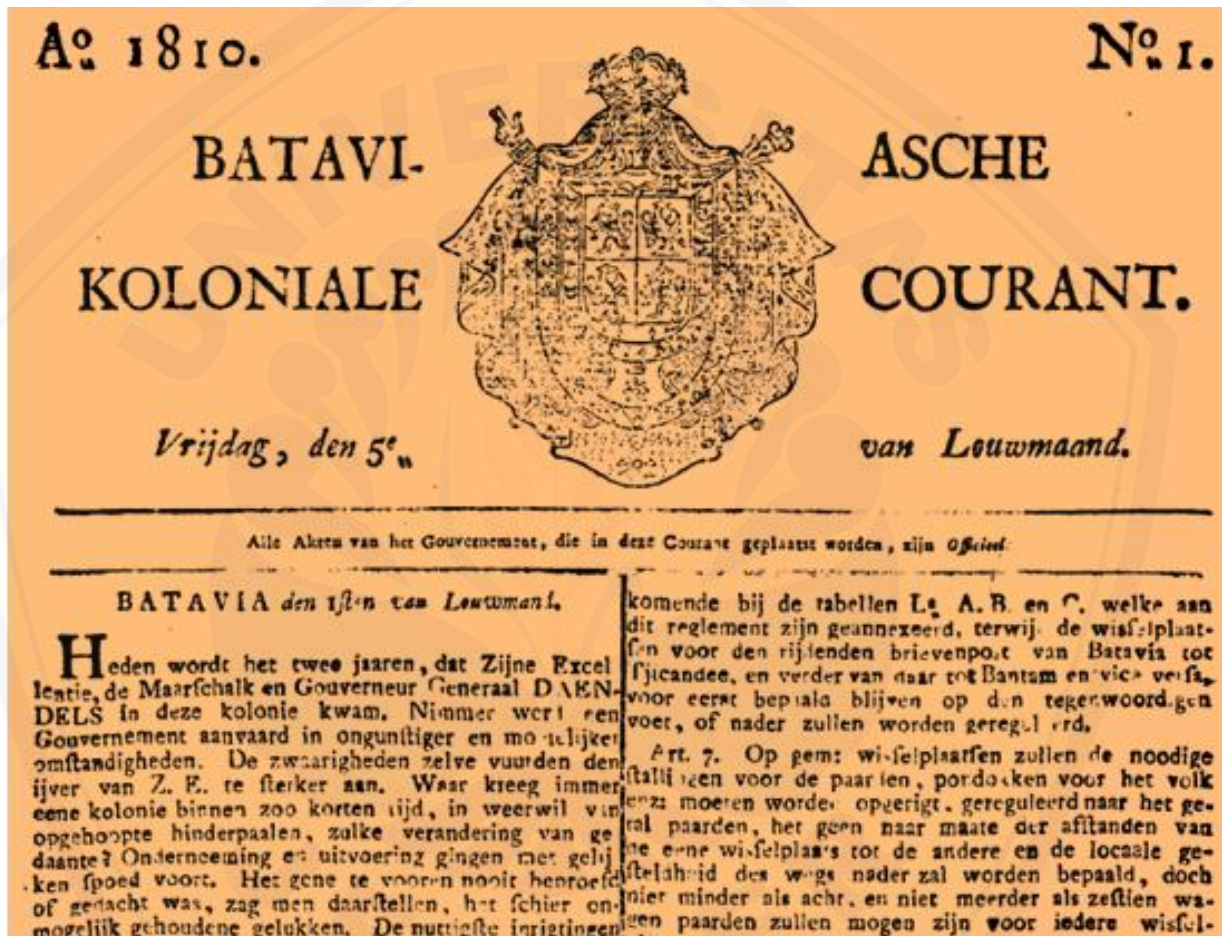 Aº 1810.
Nº 1.
BATAVI-
ASCHE
KOLONIALE
COURANT.
Vrijdag, den 5e
van Louwmaand.
Alle Akten van het Gouvernement, die in deze Courant geplaatst worden, zijn Officieel
BATAVIA den 1sten van Louwmand.
Heden wordt het twee jaaren, dat Zijne Excel
lentie, de Maarſchalk en Gouverneur Generaal DAEN-
DELS in deze kolonie kwam. Nimmer wert een
Gouvernement aanvaard in ongunſtiger en moeielijker
omſtandigheden. De zwaarigheden zelve vuurden den
ijver van Z. E. te ſterker aan. Waar kreeg immer
eene kolonie binnen zoo korten tijd, in weerwil van
opgehoopte hinderpaalen, zulke verandering van ge
daante? Onderneeming en uitvoering gingen met gelij
ken ſpoed voort. Het gene te vooren nooit beproefd
of gedacht was, zag men daarſtellen, het ſchier on-
mogelijk gehoudene gelukken. De nuttigſte inrigtingen
komende bij de tabellen La A. B. en C. welke aan
dit reglement zijn geannexeerd, terwijl de wiſſelplaat-
ſen voor den rijdenden brievenpoſt van Batavia tot
Tjicandee, en verder van daar tot Bantam en vice verſa,
voor eerst bepaald blijven op den tegenwoordigen
voet, of nader zullen worden geregeleerd.
Art. 7. Op gem: wiſſelplaatſen zullen de noodige
ſtallingen voor de paarden, pordokken voor het volk
enz: moeten worden opgerigt, gereguleerd naar het ge-
tal paarden, het geen naar maate der afſtanden van
de eene wiſſelplaats tot de andere en de locaale ge-
ſteldheid des wegs nader zal worden bepaald, doch
niet minder als acht, en niet meerder als zeſtien wa-
gen paarden zullen mogen zijn voor iedere wiſſel-
UNIVERSITAS